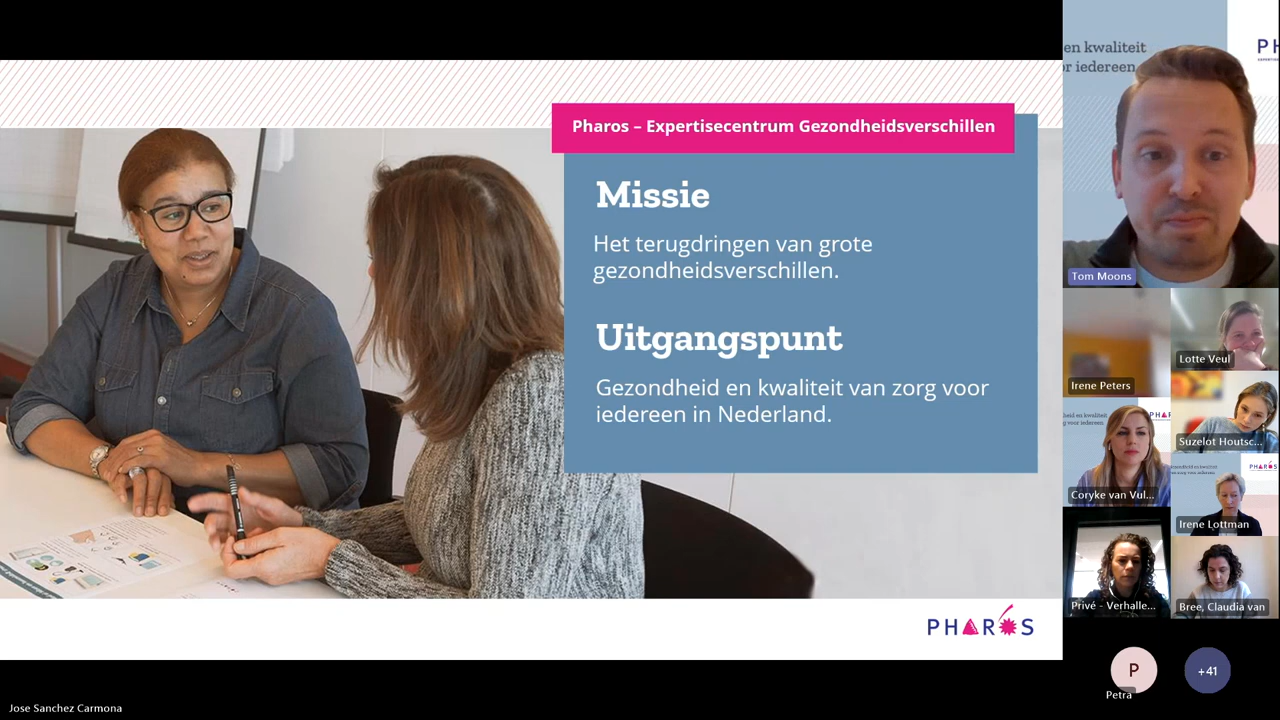 Pharos – Expertisecentrum Gezondheidsverschillen
Missie
Het terugdringen van grote
gezondheidsverschillen.
Uitgangspunt
Gezondheid en kwaliteit van zorg voor
iedereen in Nederland.
PHAROS
Jose Sanchez Carmona
en kwaliteit
or iedereen
PH
Tom Moons
Irene Peters
Lotte Veul
Coryke van Vul...
Suzelot Houtsc...
Irene Lottman
Privé - Verhalle...
Bree, Claudia van
P
Petra
+41